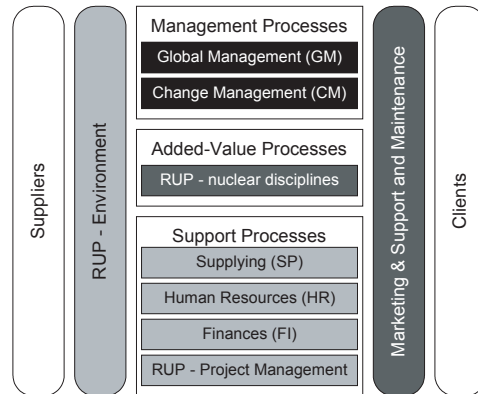 Suppliers
RUP - Environment
Management Processes
Global Management (GM)
Change Management (CM)
Added-Value Processes
RUP - nuclear disciplines
Support Processes
Supplying (SP)
Human Resources (HR)
Finances (FI)
RUP - Project Management
Marketing & Support and Maintenance
Clients